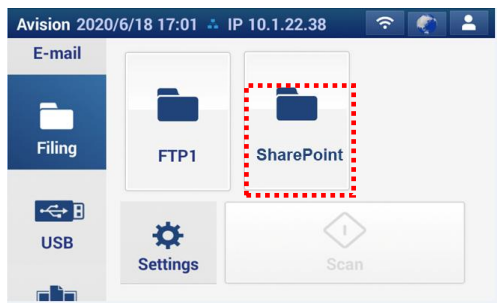 Avision 2020/6/18 17:01 IP 10.1.22.38
E-mail
Filing
FTP1
SharePoint
USB
Settings
Scan